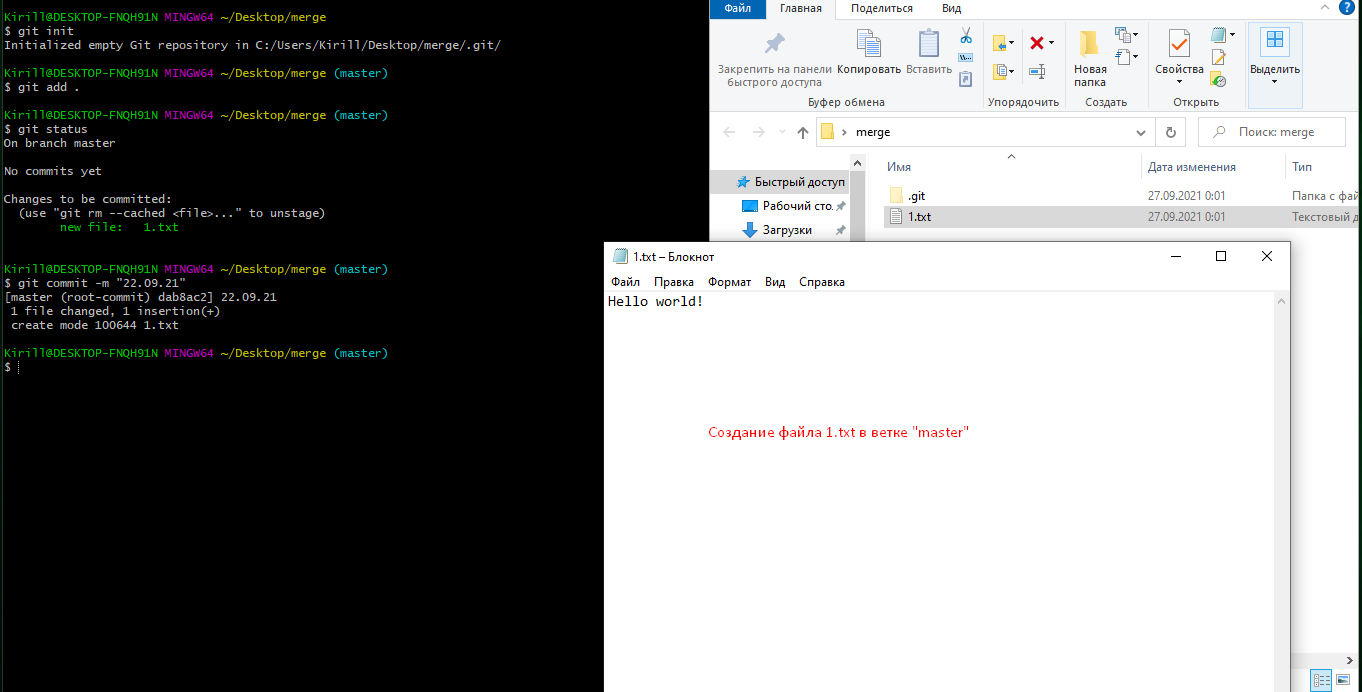 Kirill@DESKTOP-FNQH91N MINGW64 ~/Desktop/merge
$ git init
Initialized empty Git repository in C:/Users/Kirill/Desktop/merge/.git/
Kirill@DESKTOP-FNQH91N MINGW64 ~/Desktop/merge (master)
$ git add .
Kirill@DESKTOP-FNQH91N MINGW64 ~/Desktop/merge (master)
$ git status
On branch master
No commits yet
Changes to be committed:
(use "git rm --cached <file>..." to unstage)
new file: 1.txt
Kirill@DESKTOP-FNQH91N MINGW64 ~/Desktop/merge (master)
$ git commit -m "22.09.21"
[master (root-commit) dab8ac2] 22.09.21
1 file changed, 1 insertion(+)
create mode 100644 1.txt
Kirill@DESKTOP-FNQH91N MINGW64 ~/Desktop/merge (master)
$
Файл Главная Поделиться Вид
Закрепить на панели быстрого доступа
Копировать
Вставить
Новая папка
Свойства
Выделить
Буфер обмена Упорядочить Создать Открыть
merge
Поиск: merge
Имя Дата изменения Тип
Быстрый доступ
Рабочий сто.
Загрузки
.git 27.09.2021 0:01 Папка с фай
1.txt 27.09.2021 0:01 Текстовый д
1.txt – Блокнот
Файл Правка Формат Вид Справка
Hello world!
Создание файла 1.txt в ветке "master"